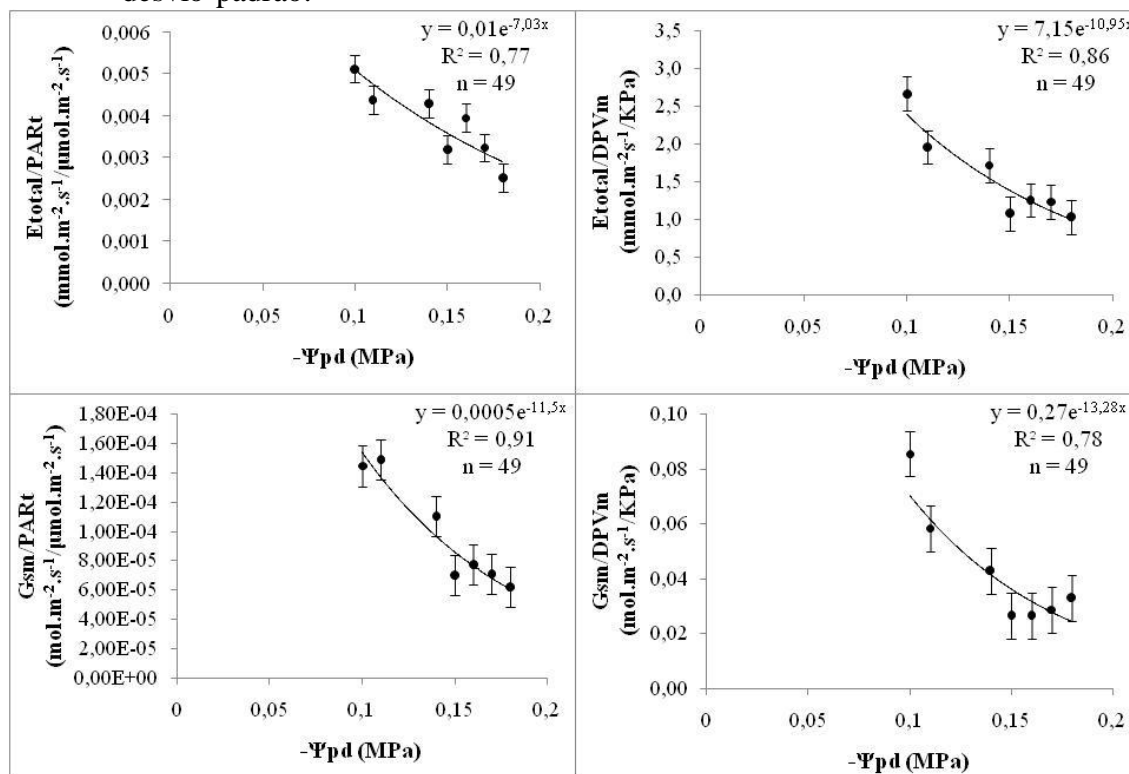 desvio padrão.
y = 0,01e-7,03x
R² = 0,77
n = 49
0,006
0,005
0,004
0,003
0,002
0,001
0,000
Etotal/PARt
(mmol.m-2.s-1/µmol.m-2.s-1)
0
0,05
0,1
0,15
0,2
-Ψpd (MPa)
y = 7,15e-10,95x
R² = 0,86
n = 49
3,5
3,0
2,5
2,0
1,5
1,0
0,5
0,0
Etotal/DPVm
(mmol.m-2s-1/KPa)
0
0,05
0,1
0,15
0,2
-Ψpd (MPa)
y = 0,0005e-11,5x
R² = 0,91
n = 49
1,80E-04
1,60E-04
1,40E-04
1,20E-04
1,00E-04
8,00E-05
6,00E-05
4,00E-05
2,00E-05
0,00E+00
Gsm/PARt
(mol.m-2.s-1/µmol.m-2.s-1)
0
0,05
0,1
0,15
0,2
-Ψpd (MPa)
y = 0,27e-13,28x
R² = 0,78
n = 49
0,10
0,08
0,06
0,04
0,02
0,00
Gsm/DPVm
(mol.m-2.s-1/KPa)
0
0,05
0,1
0,15
0,2
-Ψpd (MPa)